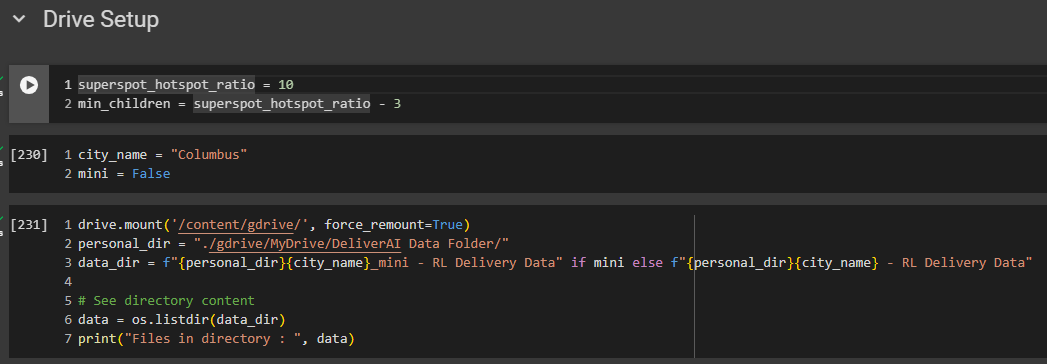 Drive Setup
1 superspot_hotspot_ratio = 10
2 min_children = superspot_hotspot_ratio - 3
[230] 1 city_name = "Columbus"
2 mini = False
[231] 1 drive.mount('/content/gdrive/', force_remount=True)
2 personal_dir = "./gdrive/MyDrive/DeliverAI Data Folder/"
3 data_dir = f"{personal_dir}{city_name}_mini - RL Delivery Data" if mini else f"{personal_dir}{city_name} - RL Delivery Data"
4
5 # See directory content
6 data = os.listdir(data_dir)
7 print("Files in directory : ", data)